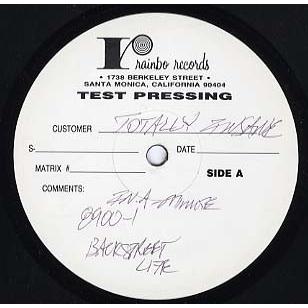 r
rainbo records
• 1738 BERKELEY STREET •
SANTA MONICA, CALIFORNIA 90404
TEST PRESSING
CUSTOMER TOTALLY INSANE
S- DATE
MATRIX # SIDE A
COMMENTS: IN-A-MINUTE
8900-1
BACKSTREET
LIFE